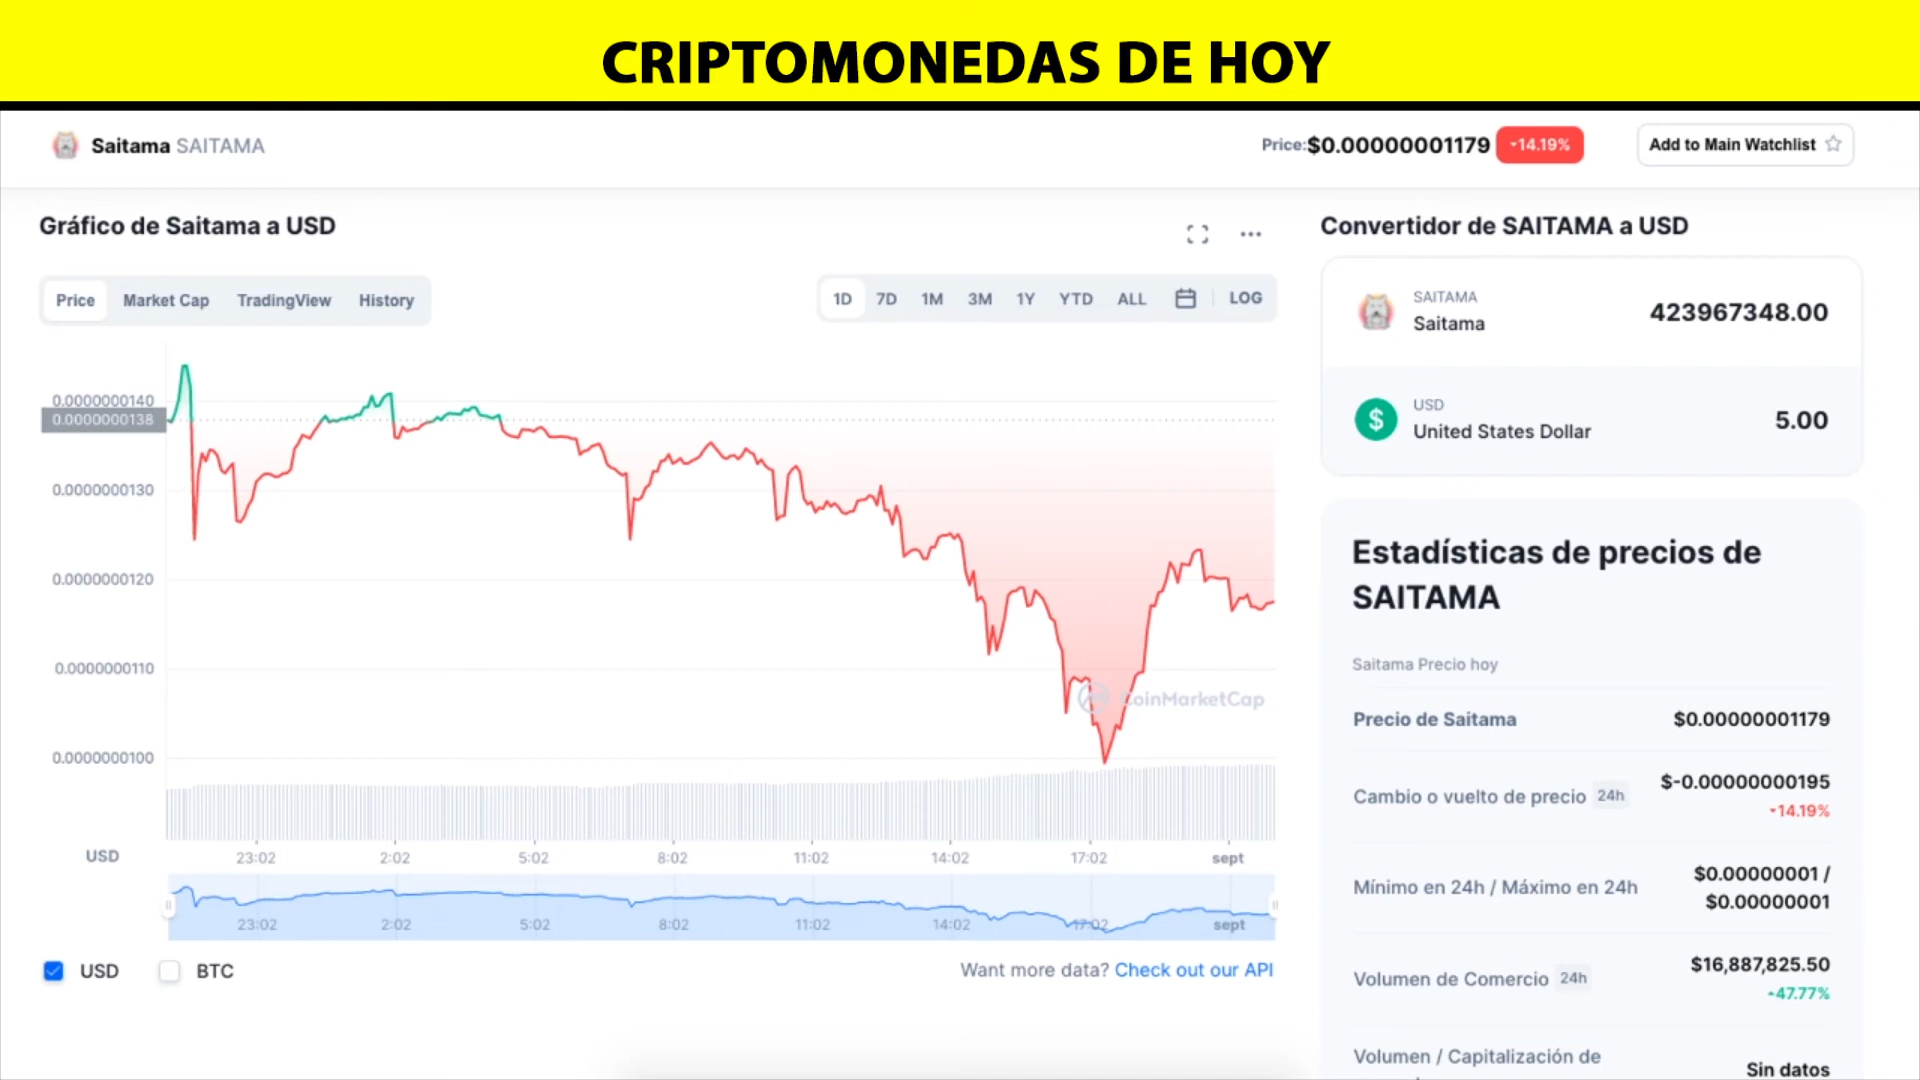 CRIPTOMONEDAS DE HOY
Saitama SAITAMA
Price:$0.00000001179
-14.19%
Add to Main Watchlist
Gráfico de Saitama a USD
Price Market Cap TradingView History
1D 7D 1M 3M 1Y YTD ALL LOG
0.0000000140
0.0000000138
0.0000000130
0.0000000120
0.0000000110
0.0000000100
CoinMarketCap
USD
23:02 2:02 5:02 8:02 11:02 14:02 17:02 sept
23:02 2:02 5:02 8:02 11:02 14:02 17:02 sept
USD BTC
Want more data? Check out our API
Convertidor de SAITAMA a USD
SAITAMA
Saitama
423967348.00
$
USD
United States Dollar
5.00
Estadísticas de precios de
SAITAMA
Saitama Precio hoy
Precio de Saitama $0.00000001179
Cambio o vuelto de precio 24h $-0.00000000195
-14.19%
Mínimo en 24h / Máximo en 24h $0.00000001 /
$0.00000001
Volumen de Comercio 24h $16,887,825.50
47.77%
Volumen / Capitalización de
Sin datos